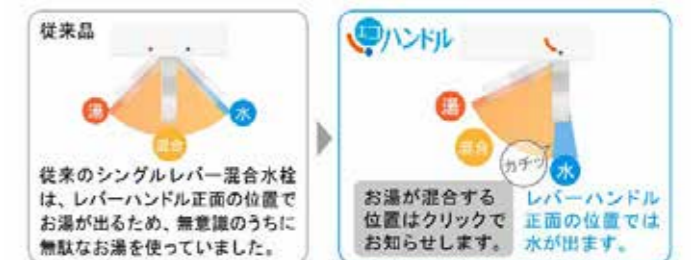 従来品
湯
水
混合
従来のシングルレバー混合水栓
は、レバーハンドル正面の位置で
お湯が出るため、無意識のうちに
無駄なお湯を使っていました。
エコハンドル
湯
混合
カチッ
水
お湯が混合する
位置はクリックで
お知らせします。
レバーハンドル
正面の位置では
水が出ます。